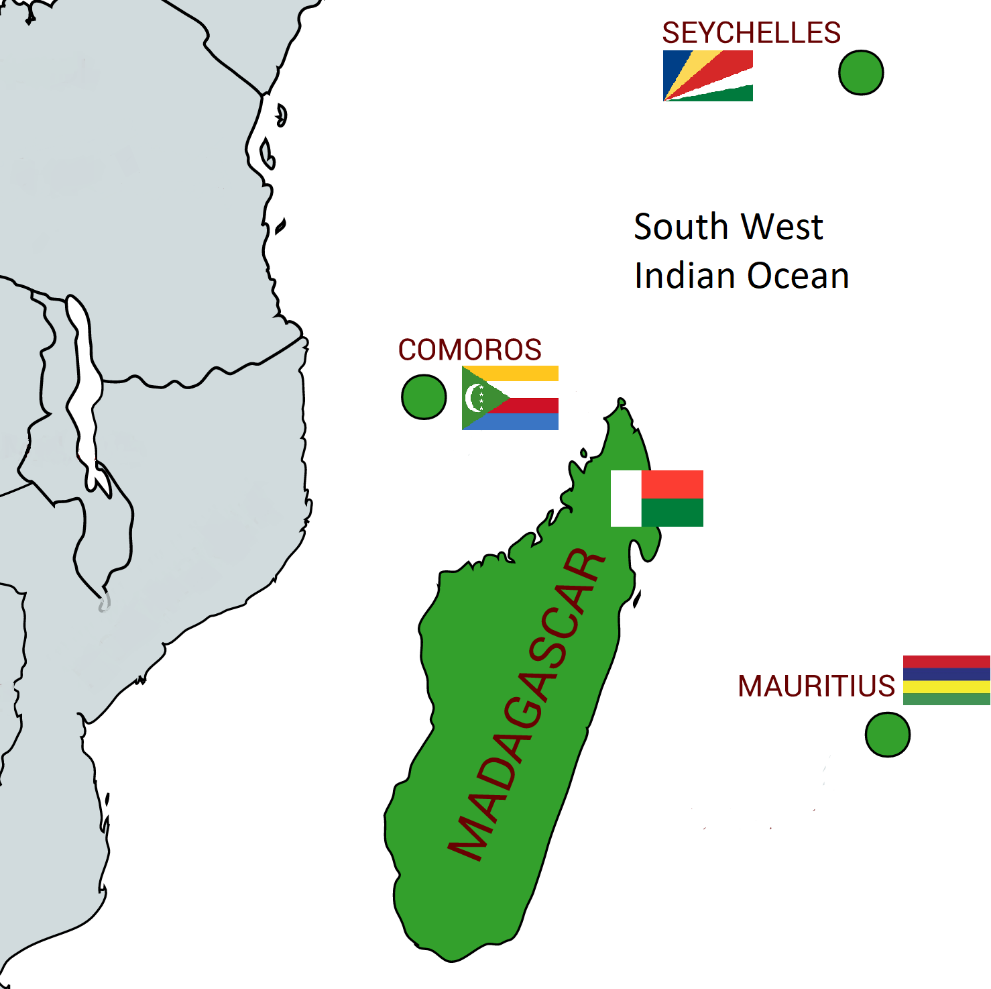 SEYCHELLES
South West
Indian Ocean
COMOROS
MADAGASCAR
MAURITIUS